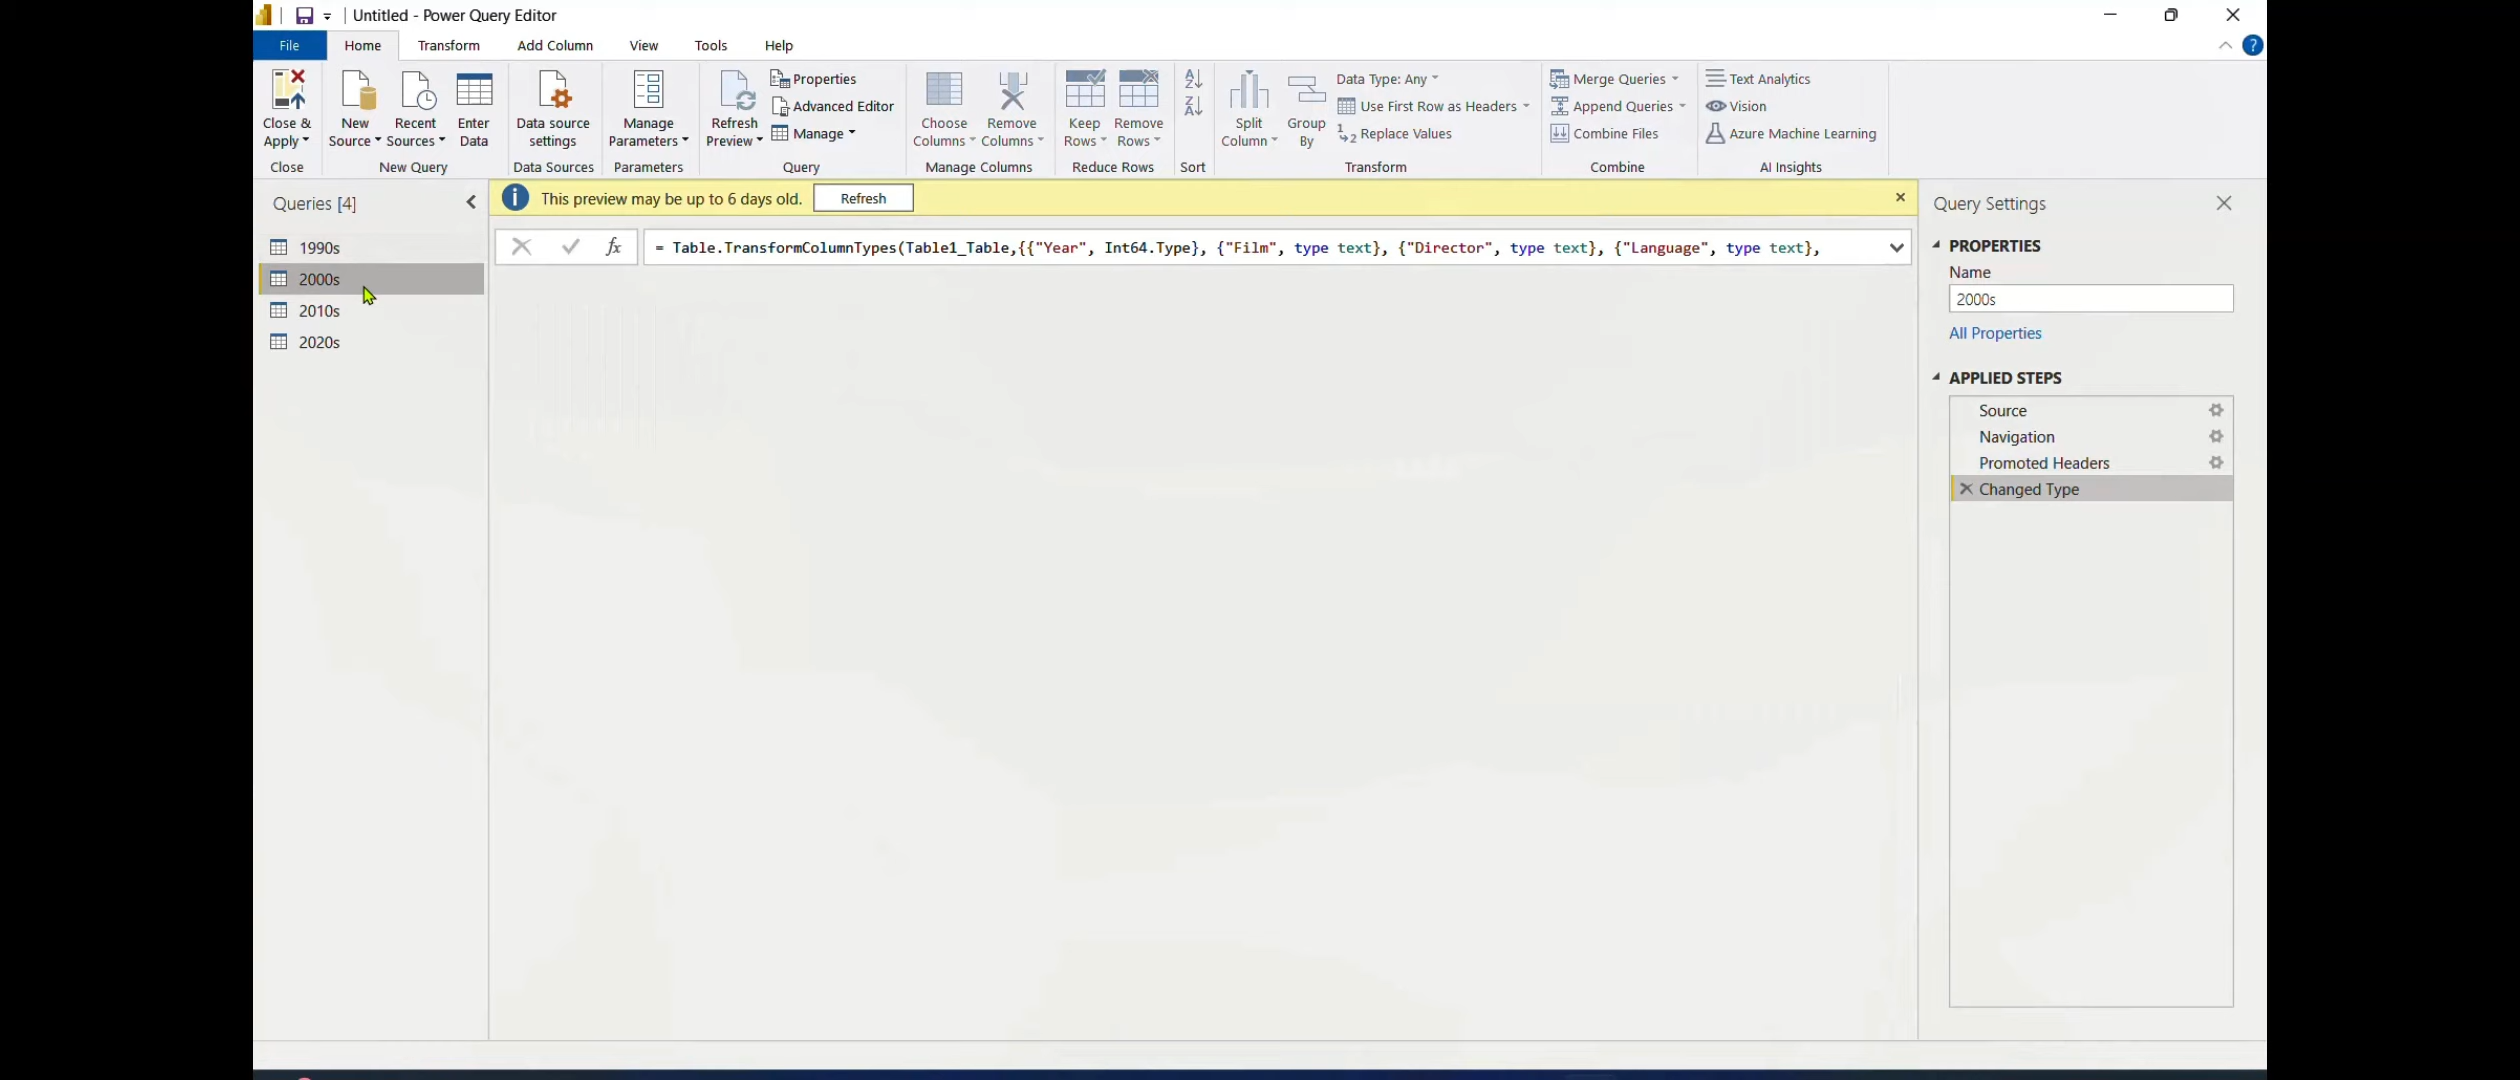 Untitled - Power Query Editor
File Home Transform Add Column View Tools Help
Close & Apply
Close
New Source
Recent Sources
Enter Data
New Query
Data source settings
Data Sources
Manage Parameters
Parameters
Refresh Preview
Properties
Advanced Editor
Manage
Query
Choose Columns
Remove Columns
Manage Columns
Keep Rows
Remove Rows
Reduce Rows
Sort
Split Column
Group By
Data Type: Any
Use First Row as Headers
Replace Values
Transform
Merge Queries
Append Queries
Combine Files
Combine
Text Analytics
Vision
Azure Machine Learning
AI Insights
Queries [4]
1990s
2000s
2010s
2020s
This preview may be up to 6 days old. Refresh
fx = Table.TransformColumnTypes(Table1_Table,{{"Year", Int64.Type}, {"Film", type text}, {"Director", type text}, {"Language", type text},
Query Settings
PROPERTIES
Name
2000s
All Properties
APPLIED STEPS
Source
Navigation
Promoted Headers
Changed Type